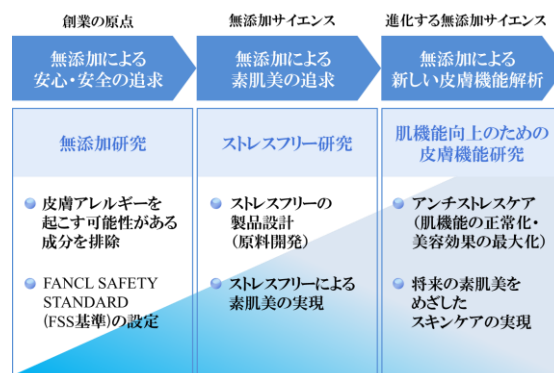 創業の原点
無添加による
安心・安全の追求
無添加研究
皮膚アレルギーを
起こす可能性がある
成分を排除
FANCL SAFETY
STANDARD
(FSS基準)の設定
無添加サイエンス
無添加による
素肌美の追求
ストレスフリー研究
ストレスフリーの
製品設計
(原料開発)
ストレスフリーによる
素肌美の実現
進化する無添加サイエンス
無添加による
新しい皮膚機能解析
肌機能向上のための
皮膚機能研究
アンチストレスケア
(肌機能の正常化・
美容効果の最大化)
将来の素肌美を
めざした
スキンケアの実現